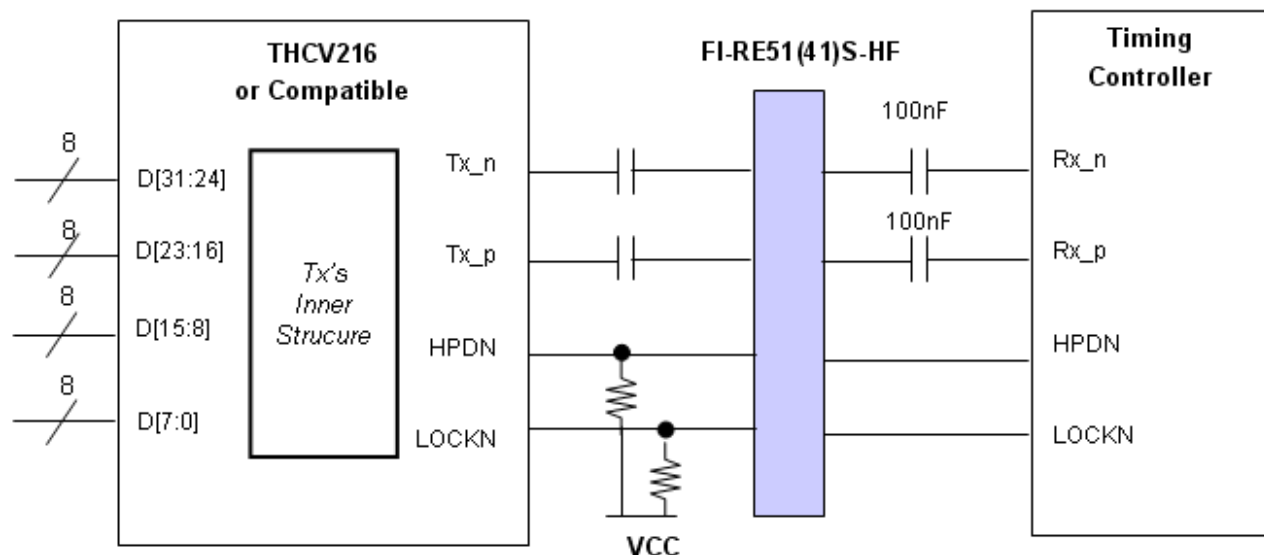 THCV216
or Compatible
FI-RE51(41)S-HF
Timing
Controller
100nF
8
D[31:24]
Tx_n
Rx_n
8
D[23:16]
Tx_p
100nF
Rx_p
Tx's
Inner
Strucure
8
D[15:8]
HPDN
HPDN
8
D[7:0]
LOCKN
LOCKN
VCC